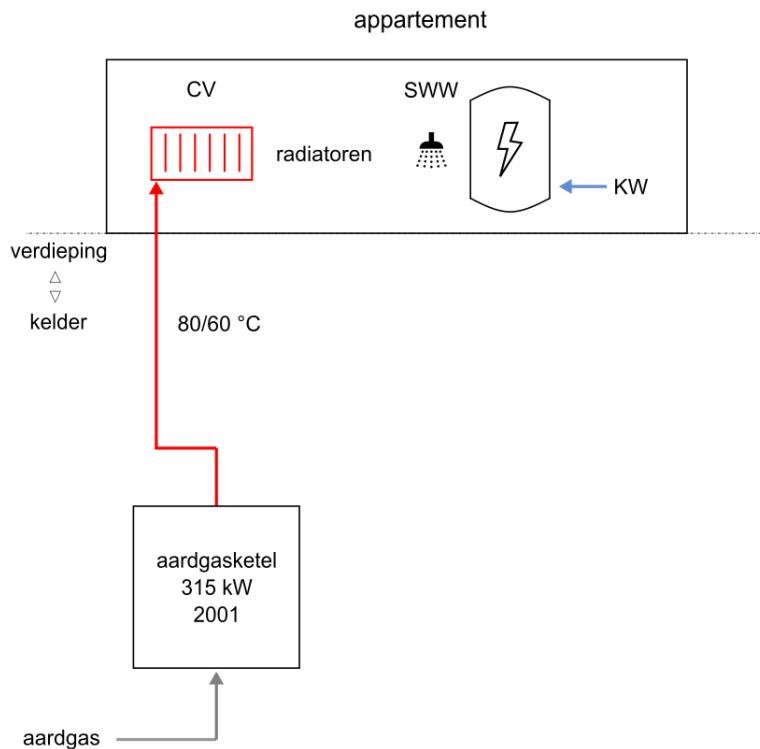 appartement
CV
SWW
radiatoren
KW
verdieping
kelder
80/60 °C
aardgasketel
315 kW
2001
aardgas